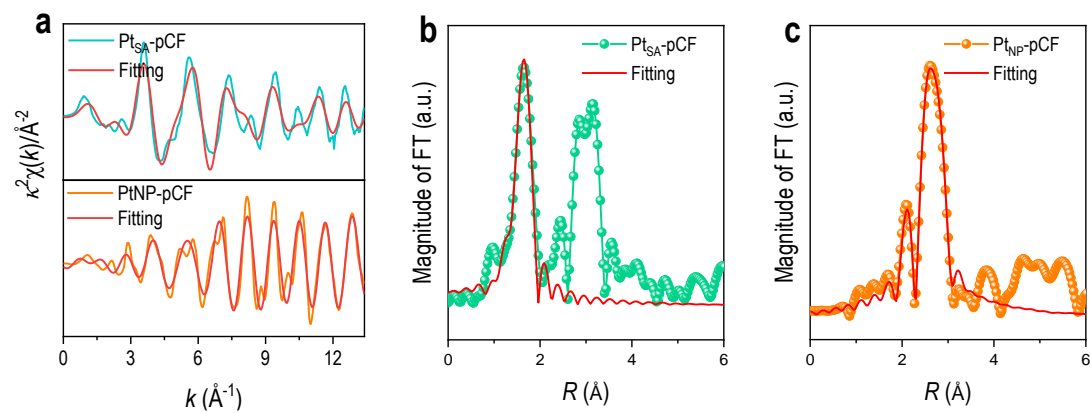 a
Pt_SA-pCF
Fitting
PtNP-pCF
Fitting
κ²χ(k)/Å⁻²
0 3 6 9 12
k (Å⁻¹)
b
Pt_SA-pCF
Fitting
Magnitude of FT (a.u.)
0 2 4 6
R (Å)
c
Pt_NP-pCF
Fitting
Magnitude of FT (a.u.)
0 2 4 6
R (Å)